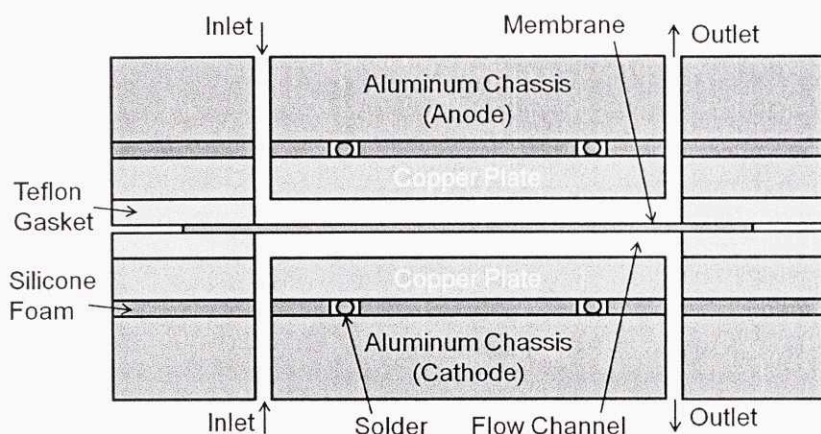 Inlet
Membrane
Outlet
Aluminum Chassis
(Anode)
Copper Plate
Teflon
Gasket
Silicone
Foam
Copper Plate
Aluminum Chassis
(Cathode)
Inlet
Solder
Flow Channel
Outlet